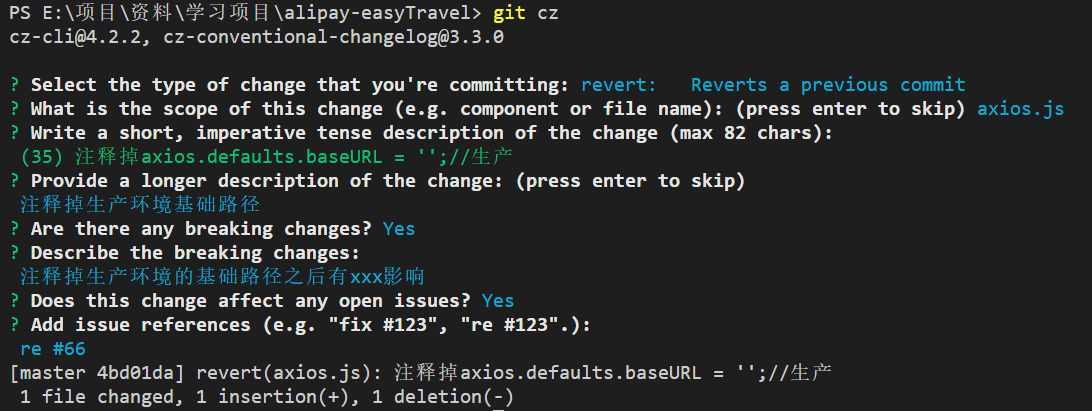 PS E:\项目\资料\学习项目\alipay-easyTravel> git cz
cz-cli@4.2.2, cz-conventional-changelog@3.3.0
? Select the type of change that you're committing: revert:   Reverts a previous commit
? What is the scope of this change (e.g. component or file name): (press enter to skip) axios.js
? Write a short, imperative tense description of the change (max 82 chars):
(35) 注释掉axios.defaults.baseURL = '';//生产
? Provide a longer description of the change: (press enter to skip)
注释掉生产环境基础路径
? Are there any breaking changes? Yes
? Describe the breaking changes:
注释掉生产环境的基础路径之后有xxx影响
? Does this change affect any open issues? Yes
? Add issue references (e.g. "fix #123", "re #123".):
re #66
[master 4bd01da] revert(axios.js): 注释掉axios.defaults.baseURL = '';//生产
1 file changed, 1 insertion(+), 1 deletion(-)